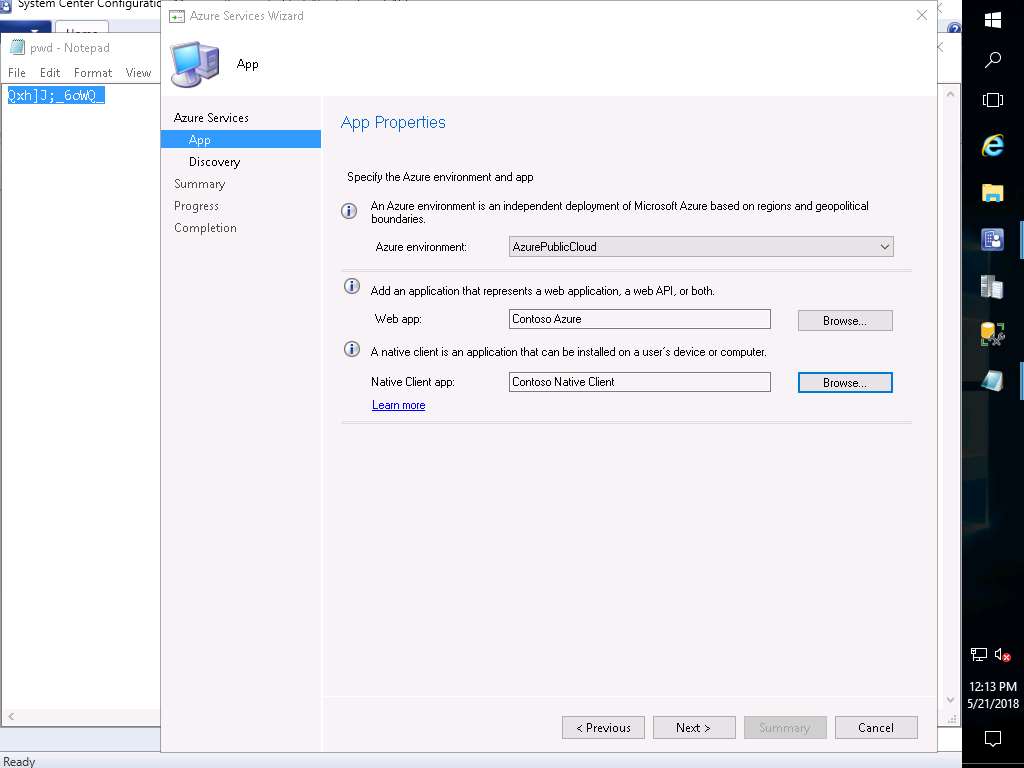 System Center Configuratio
Home
pwd - Notepad
File Edit Format View
Qxh]J;_6oWQ_
Azure Services Wizard
App
Azure Services
App
Discovery
Summary
Progress
Completion
App Properties
Specify the Azure environment and app
An Azure environment is an independent deployment of Microsoft Azure based on regions and geopolitical
boundaries.
Azure environment: AzurePublicCloud
Add an application that represents a web application, a web API, or both.
Web app: Contoso Azure Browse...
A native client is an application that can be installed on a user's device or computer.
Native Client app: Contoso Native Client Browse...
Learn more
< Previous Next > Summary Cancel
Ready
12:13 PM
5/21/2018